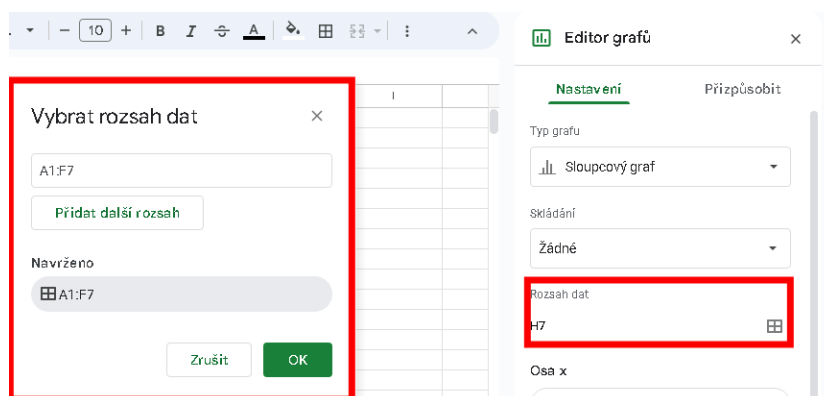 10
B
I
A
Editor grafů
Vybrat rozsah dat
A1:F7
Přidat další rozsah
Navrženo
A1:F7
Zrušit
OK
I
Nastavení
Přizpůsobit
Typ grafu
Sloupcový graf
Skládání
Žádné
Rozsah dat
H7
Osa x